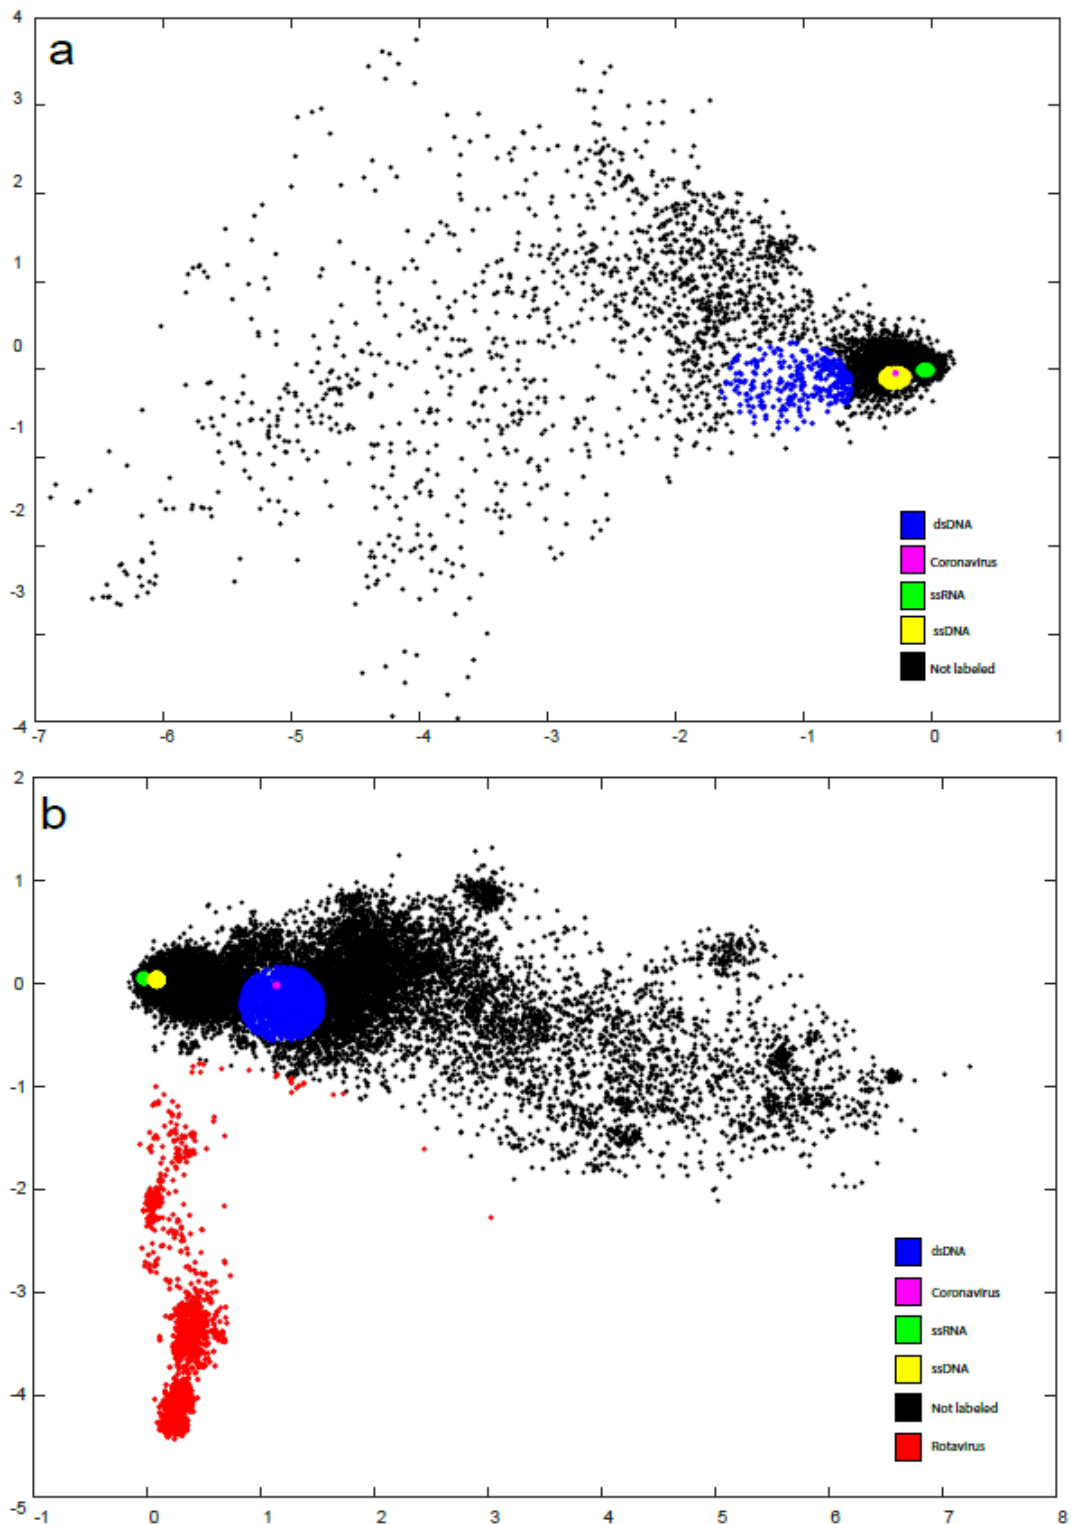 4
a
3
2
1
0
-1
-2
-3
-4
dsDNA
Coronavirus
ssRNA
ssDNA
Not labeled
-7 -6 -5 -4 -3 -2 -1 0 1
2
b
1
0
-1
-2
-3
-4
-5
dsDNA
Coronavirus
ssRNA
ssDNA
Not labeled
Rotavirus
-1 0 1 2 3 4 5 6 7 8